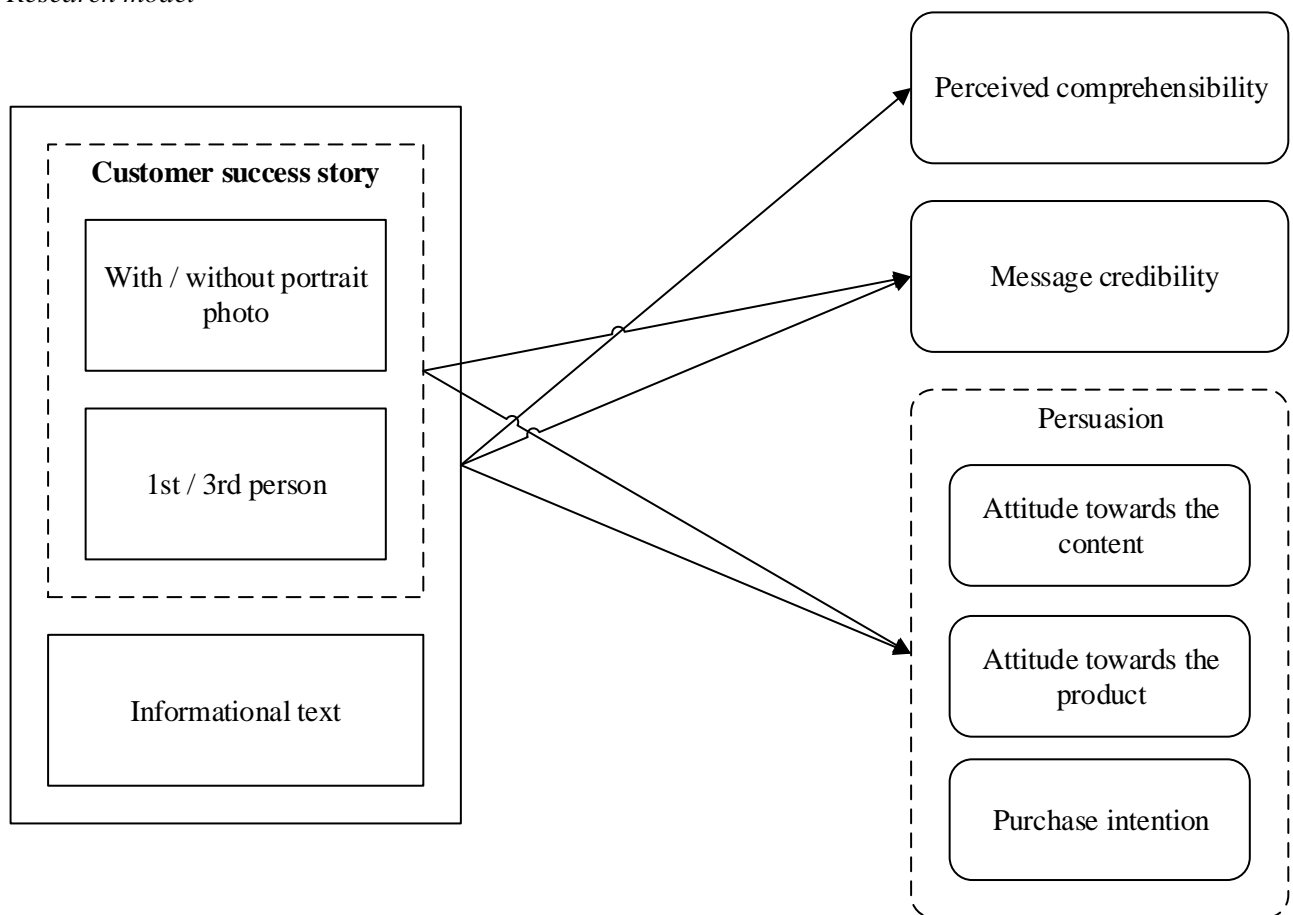 Research model
Customer success story
With / without portrait
photo
1st / 3rd person
Informational text
Perceived comprehensibility
Message credibility
Persuasion
Attitude towards the
content
Attitude towards the
product
Purchase intention